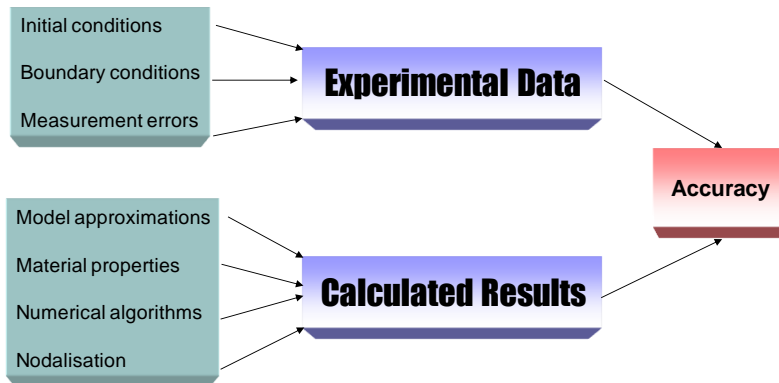 Initial conditions
Boundary conditions
Measurement errors
Experimental Data
Accuracy
Model approximations
Material properties
Numerical algorithms
Nodalisation
Calculated Results